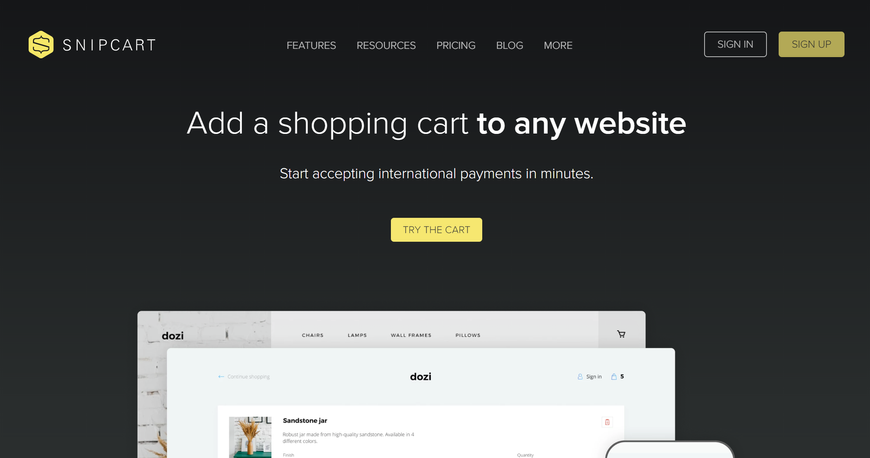 SNIPCART
FEATURES RESOURCES PRICING BLOG MORE
SIGN IN SIGN UP
Add a shopping cart to any website
Start accepting international payments in minutes.
TRY THE CART
dozi
CHAIRS LAMPS WALL FRAMES PILLOWS
← Continue shopping
dozi
Sign in 5
Sandstone jar
Robust jar made from high-quality sandstone. Available in 4
different colors.
Finish
Quantity